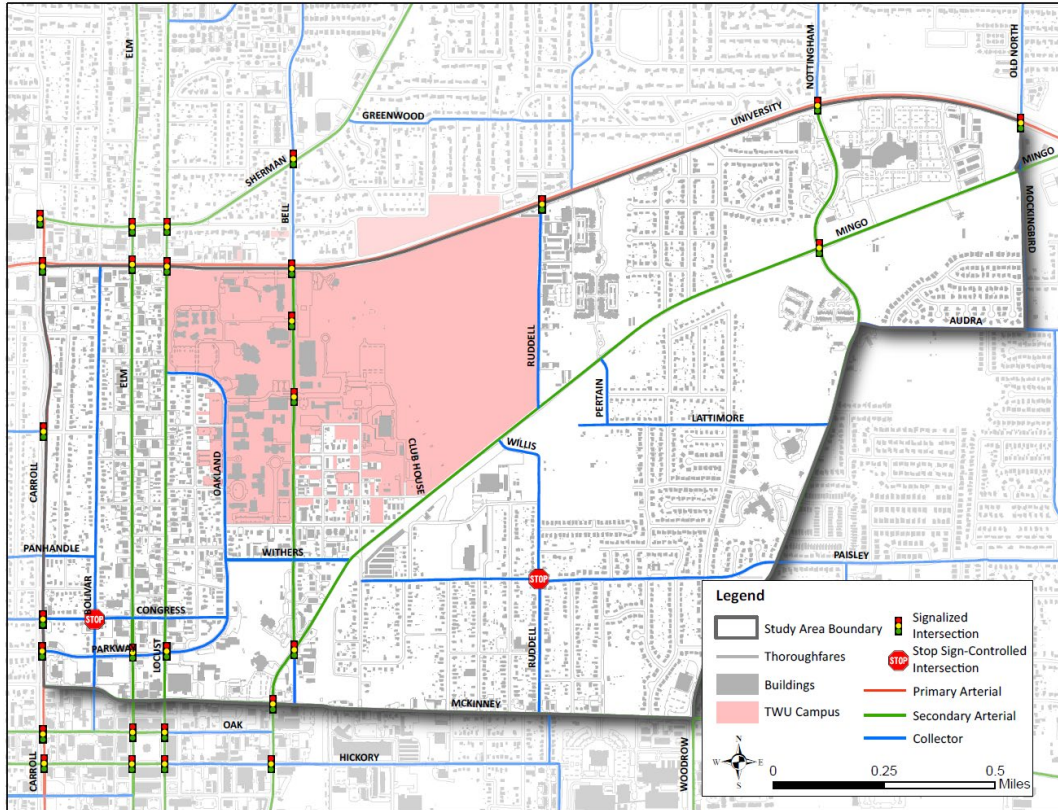 ELM
NOTTINGHAM
OLD NORTH
GREENWOOD
UNIVERSITY
SHERMAN
MINGO
BELL
MOCKINGBIRD
MINGO
AUDRA
RUDDELL
ELM
PERTAIN
LATTIMORE
WILLIS
CLUB HOUSE
OAKLAND
CARROLL
PANHANDLE
WITHERS
PAISLEY
BOLIVAR
STOP
CONGRESS
STOP
PARKWAY
LOCUST
RUDDELL
MCKINNEY
OAK
HICKORY
CARROLL
WOODROW
Legend
Study Area Boundary
Thoroughfares
Buildings
TWU Campus
Signalized
Intersection
STOP
Stop Sign-Controlled
Intersection
Primary Arterial
Secondary Arterial
Collector
N
W
E
S
0 0.25 0.5
Miles